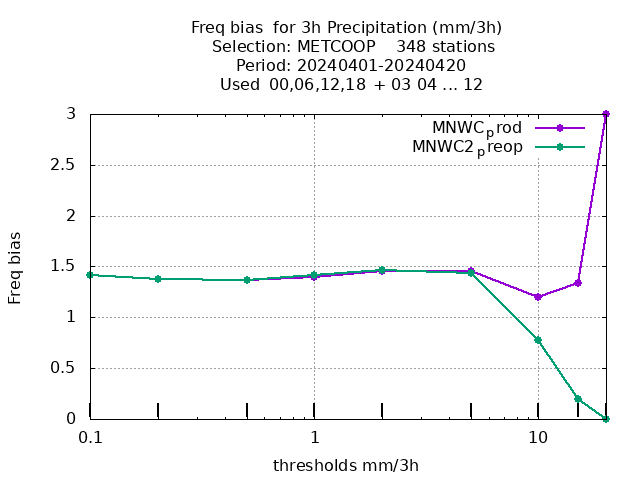 Freq bias  for 3h Precipitation (mm/3h)
Selection: METCOOP    348 stations
Period: 20240401-20240420
Used  00,06,12,18  + 03 04 ... 12
MNWCprod
MNWC2preop
3
2.5
2
1.5
1
0.5
0
Freq bias
0.1
1
10
thresholds mm/3h